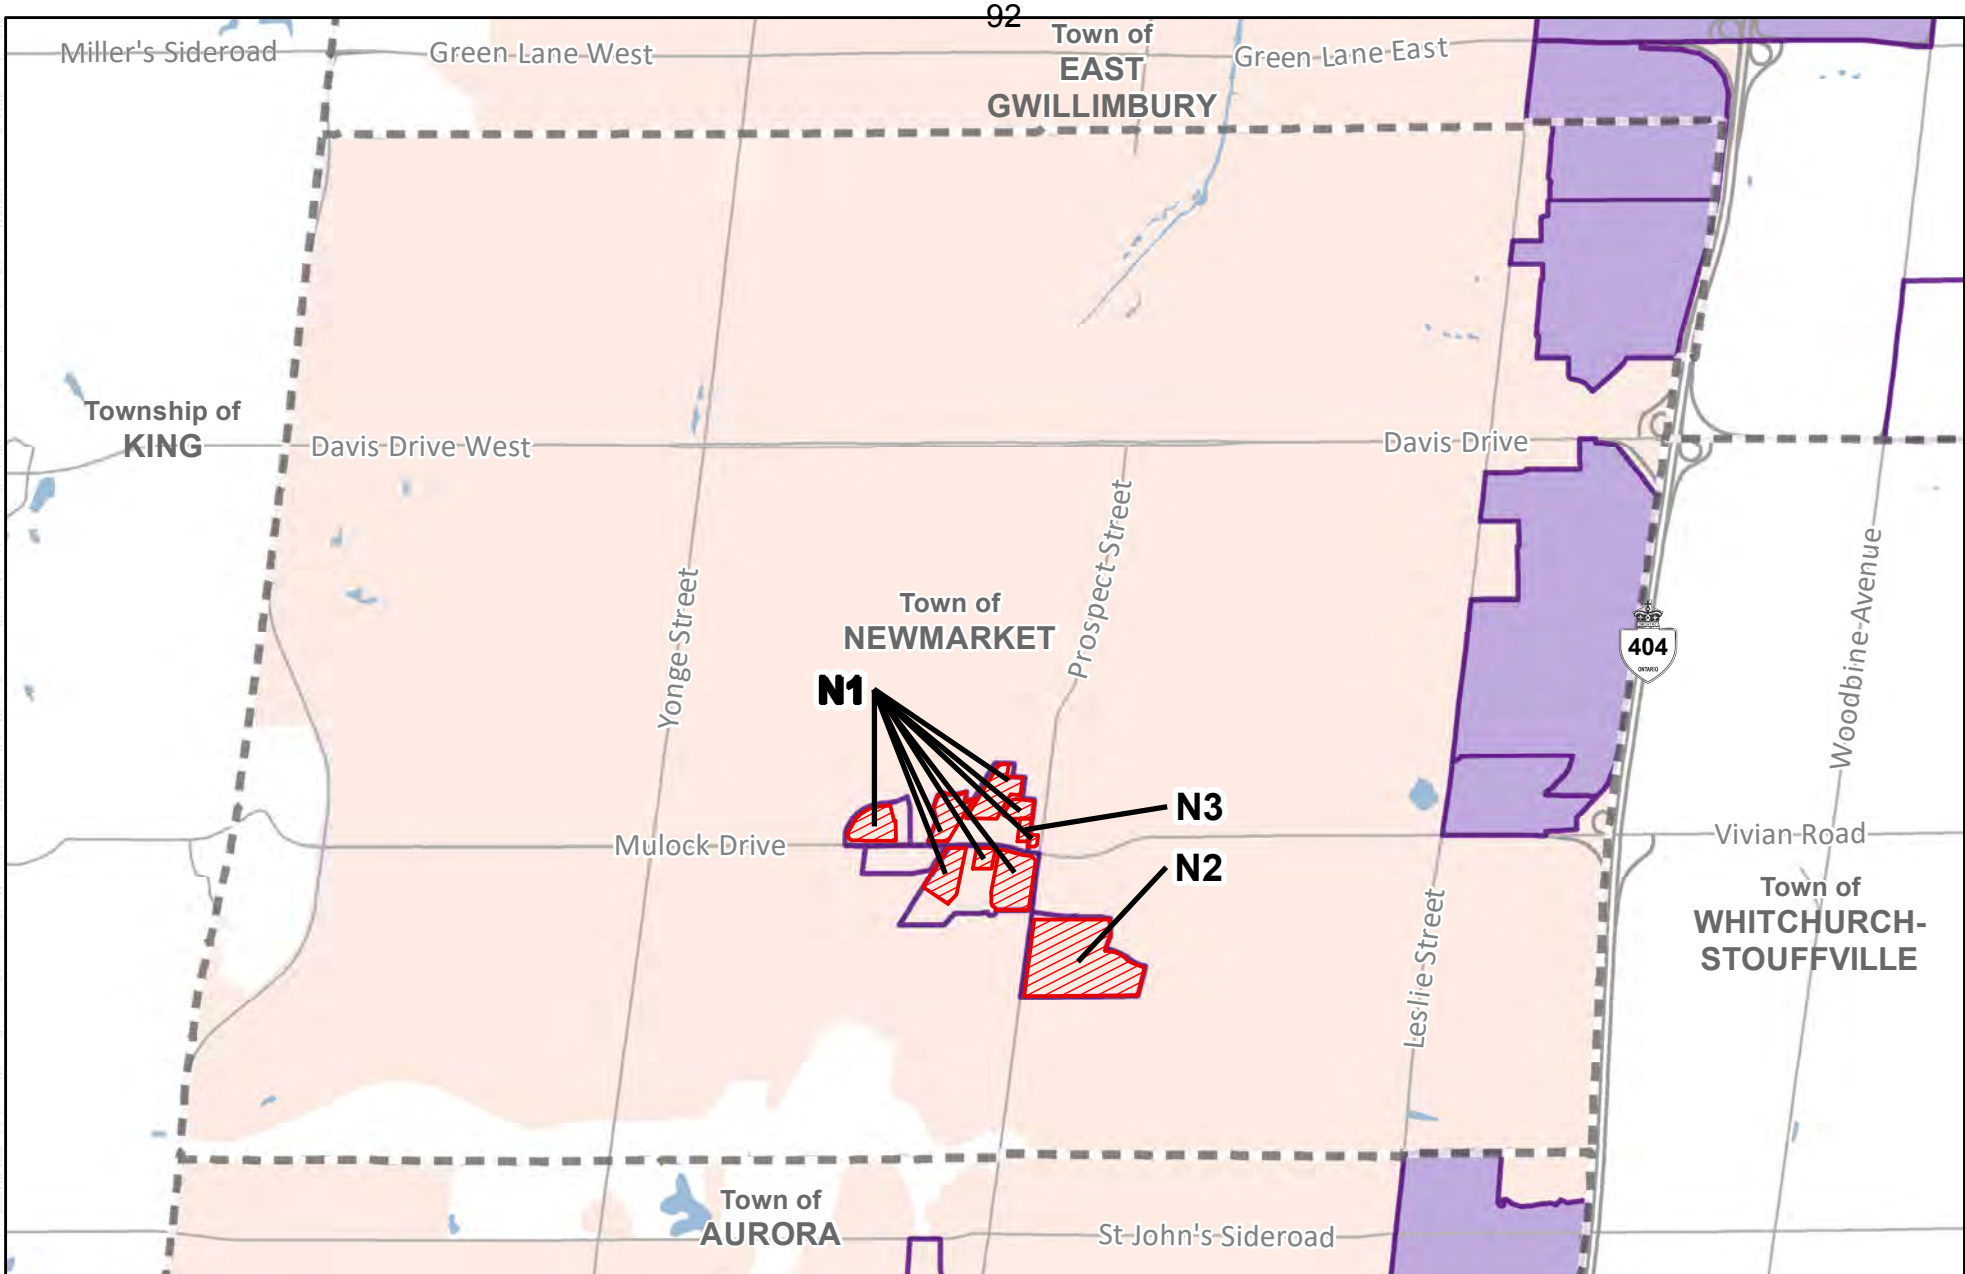 92
Miller's Sideroad
Green Lane West
Town of
EAST
GWILLIMBURY
Green Lane East
Township of
KING
Davis Drive West
Davis Drive
Prospect Street
Yonge Street
Town of
NEWMARKET
404
ONTARIO
Woodbine Avenue
N1
N3
Mulock Drive
Vivian Road
N2
Town of
WHITCHURCH-
STOUFFVILLE
Leslie Street
Town of
AURORA
St John's Sideroad